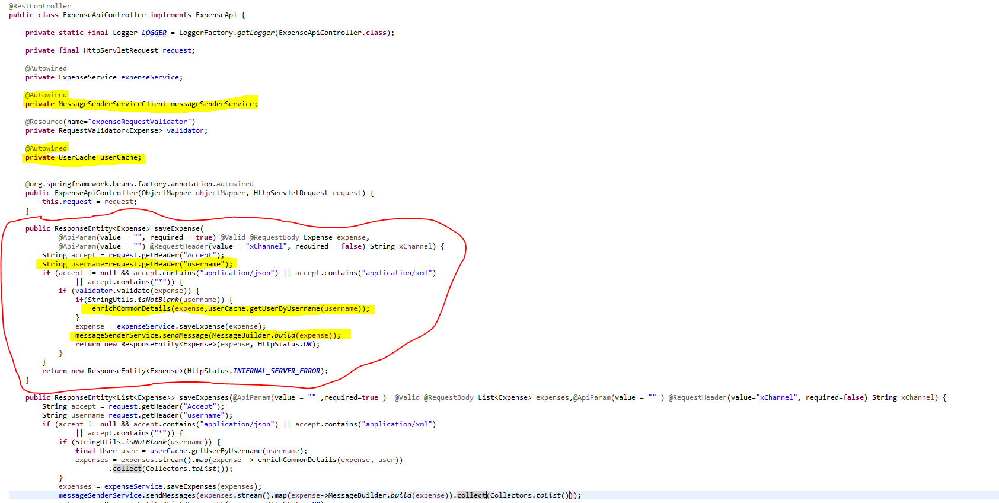 @RestController
public class ExpenseApiController implements ExpenseApi {
private static final Logger LOGGER = LoggerFactory.getLogger(ExpenseApiController.class);
private final HttpServletRequest request;
@Autowired
private ExpenseService expenseService;
@Autowired
private MessageSenderServiceClient messageSenderService;
@Resource(name="expenseRequestValidator")
private RequestValidator<Expense> validator;
@Autowired
private UserCache userCache;
@org.springframework.beans.factory.annotation.Autowired
public ExpenseApiController(ObjectMapper objectMapper, HttpServletRequest request) {
this.request = request;
}
public ResponseEntity<Expense> saveExpense(
@ApiParam(value = "", required = true) @Valid @RequestBody Expense expense,
@ApiParam(value = "") @RequestHeader(value = "xChannel", required = false) String xChannel) {
String accept = request.getHeader("Accept");
String username=request.getHeader("username");
if (accept != null && accept.contains("application/json") || accept.contains("application/xml")
|| accept.contains("*")) {
if (validator.validate(expense)) {
if(StringUtils.isNotBlank(username)) {
enrichCommonDetails(expense,userCache.getUserByUsername(username));
}
expense = expenseService.saveExpense(expense);
messageSenderService.sendMessage(MessageBuilder.build(expense));
return new ResponseEntity<Expense>(expense, HttpStatus.OK);
}
}
return new ResponseEntity<Expense>(HttpStatus.INTERNAL_SERVER_ERROR);
}
public ResponseEntity<List<Expense>> saveExpenses(@ApiParam(value = "" ,required=true )  @Valid @RequestBody List<Expense> expenses,@ApiParam(value = "" ) @RequestHeader(value="xChannel", required=false) String xChannel) {
String accept = request.getHeader("Accept");
String username=request.getHeader("username");
if (accept != null && accept.contains("application/json") || accept.contains("application/xml")
|| accept.contains("*")) {
if (StringUtils.isNotBlank(username)) {
final User user = userCache.getUserByUsername(username);
expenses = expenses.stream().map(expense -> enrichCommonDetails(expense, user))
.collect(Collectors.toList());
}
expenses = expenseService.saveExpenses(expenses);
messageSenderService.sendMessages(expenses.stream().map(expense->MessageBuilder.build(expense)).collect(Collectors.toList()));